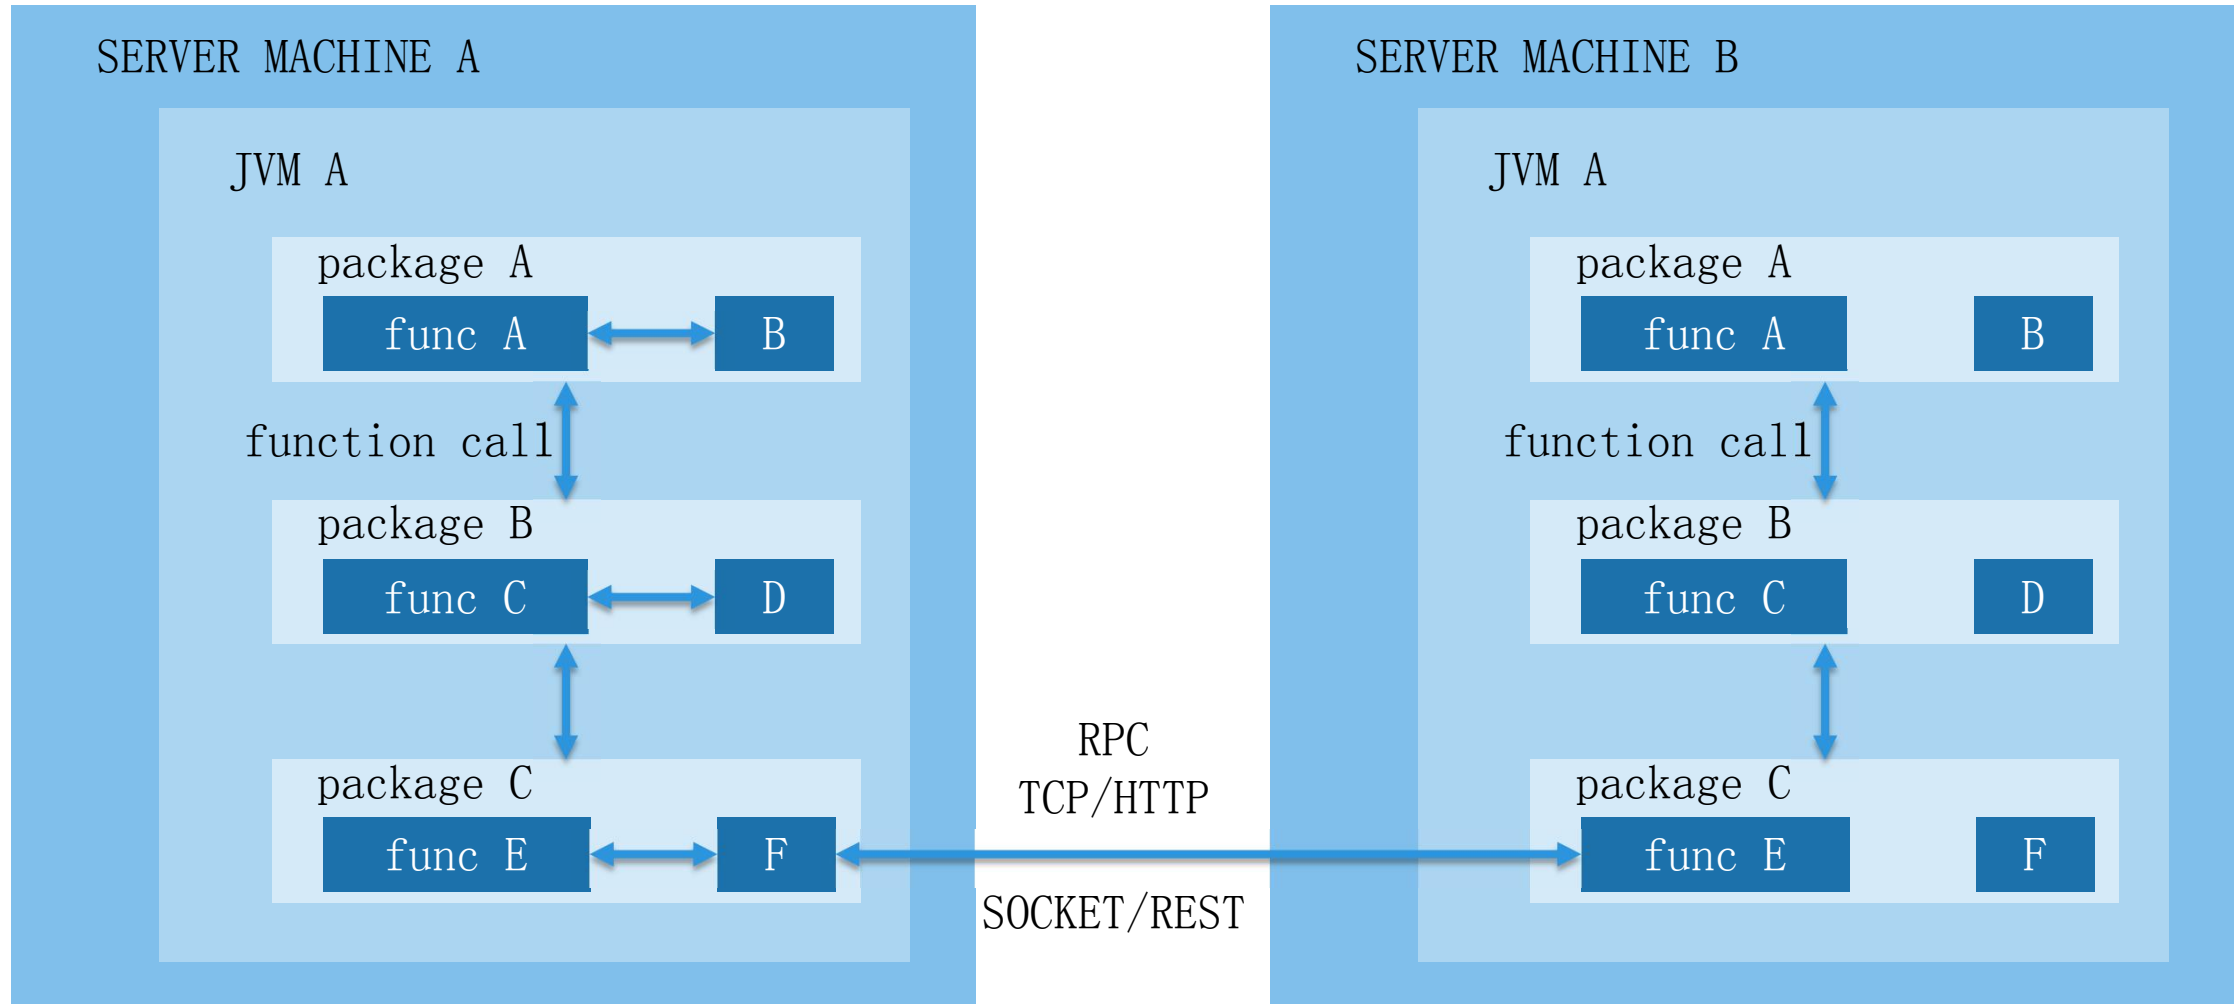 SERVER MACHINE A
JVM A
package A
func A
B
function call
package B
func C
D
package C
func E
F
RPC
TCP/HTTP
SOCKET/REST
SERVER MACHINE B
JVM A
package A
func A
B
function call
package B
func C
D
package C
func E
F